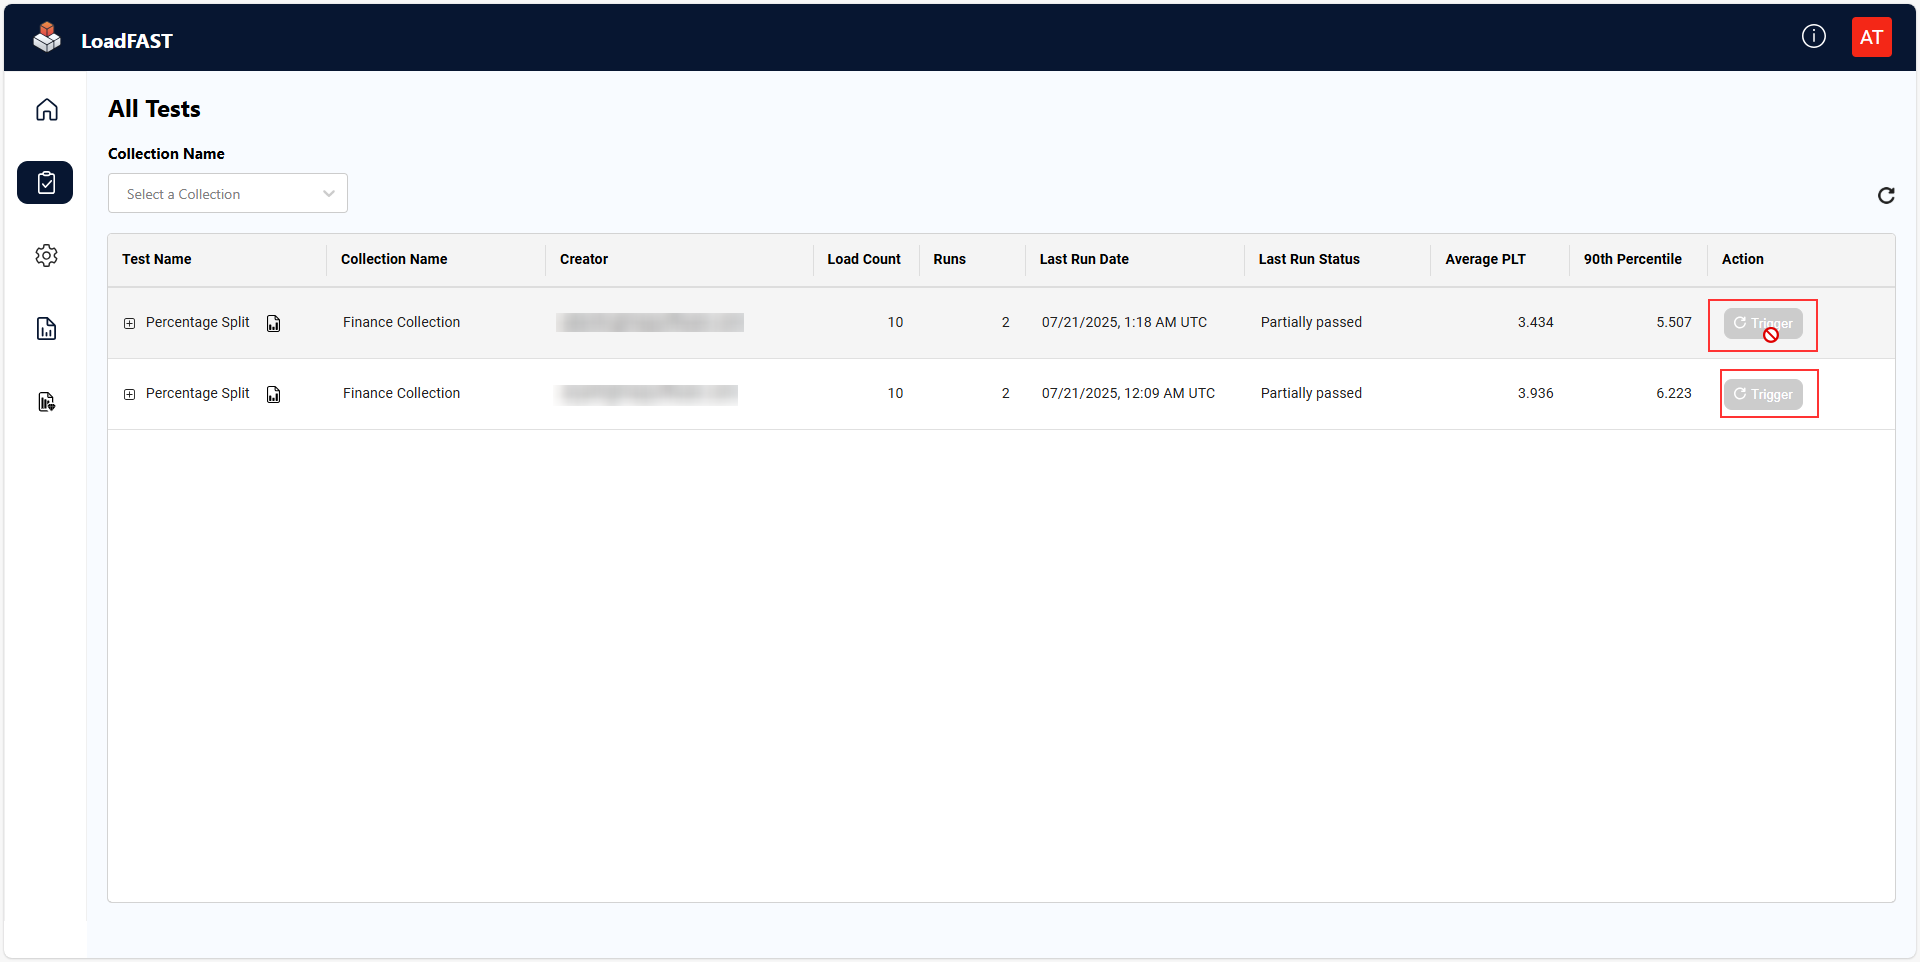 LoadFAST
AT
All Tests
Collection Name
Select a Collection
Test Name Collection Name Creator Load Count Runs Last Run Date Last Run Status Average PLT 90th Percentile Action
Percentage Split Finance Collection 10 2 07/21/2025, 1:18 AM UTC Partially passed 3.434 5.507 Trigger
Percentage Split Finance Collection 10 2 07/21/2025, 12:09 AM UTC Partially passed 3.936 6.223 Trigger